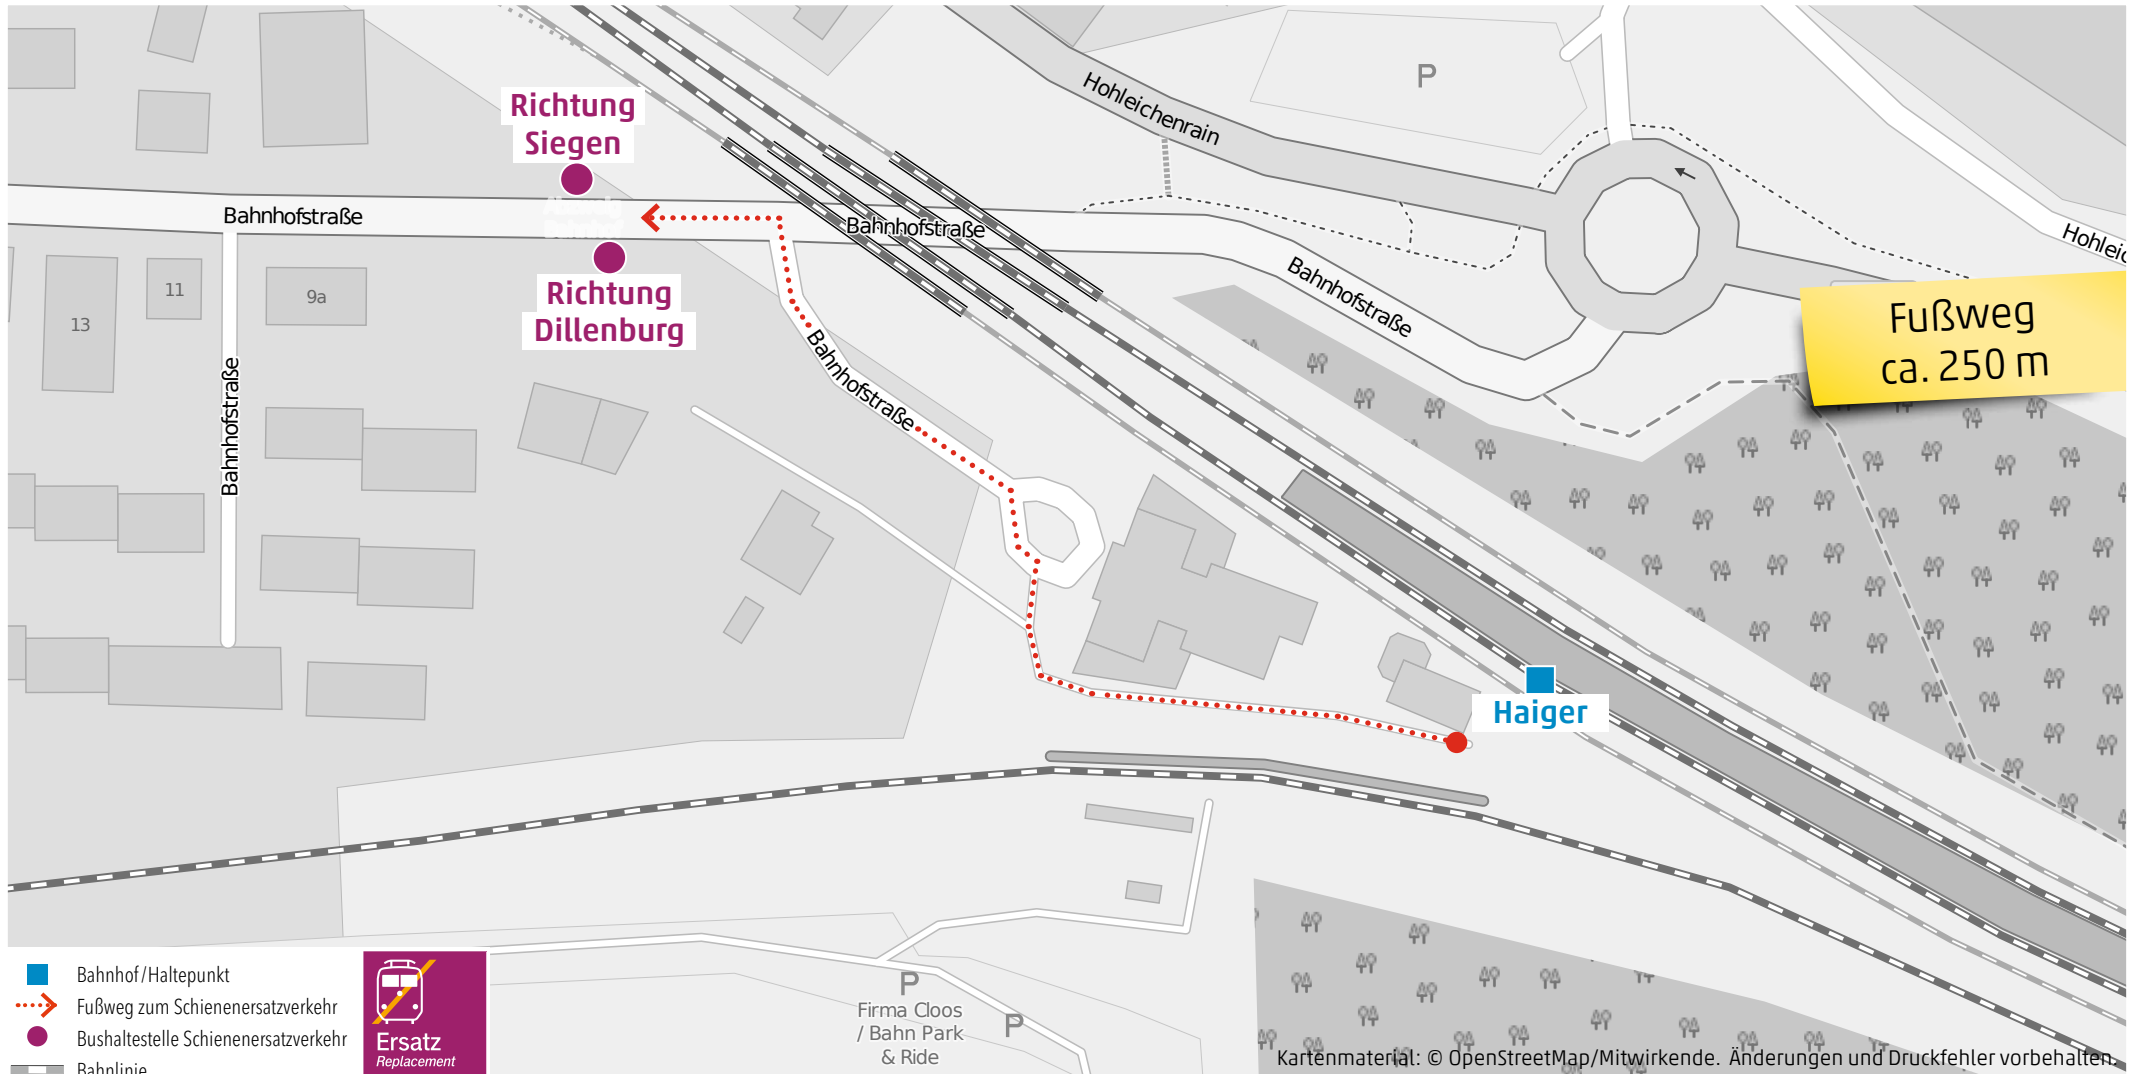 P
Hohleichenrain
Richtung
Siegen
Bahnhofstraße
Bahnhofstraße
Hohleic
Bahnhofstraße
Richtung
Dillenburg
Fußweg
ca. 250 m
11
9a
13
Bahnhofstraße
Bahnhofstraße
Haiger
Bahnhof/Haltepunkt
Fußweg zum Schienenersatzverkehr
Bushaltestelle Schienenersatzverkehr
Bahnlinie
Ersatz
Replacement
P
Firma Cloos
/ Bahn Park
& Ride
P
Kartenmaterial: © OpenStreetMap/Mitwirkende. Änderungen und Druckfehler vorbehalten.